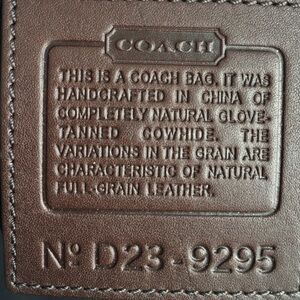 COACH
THIS IS A COACH BAG. IT WAS
HANDCRAFTED IN CHINA OF
COMPLETELY NATURAL GLOVE-
TANNED COWHIDE. THE
VARIATIONS IN THE GRAIN ARE
CHARACTERISTIC OF NATURAL
FULL-GRAIN LEATHER.
Nº D23-9295